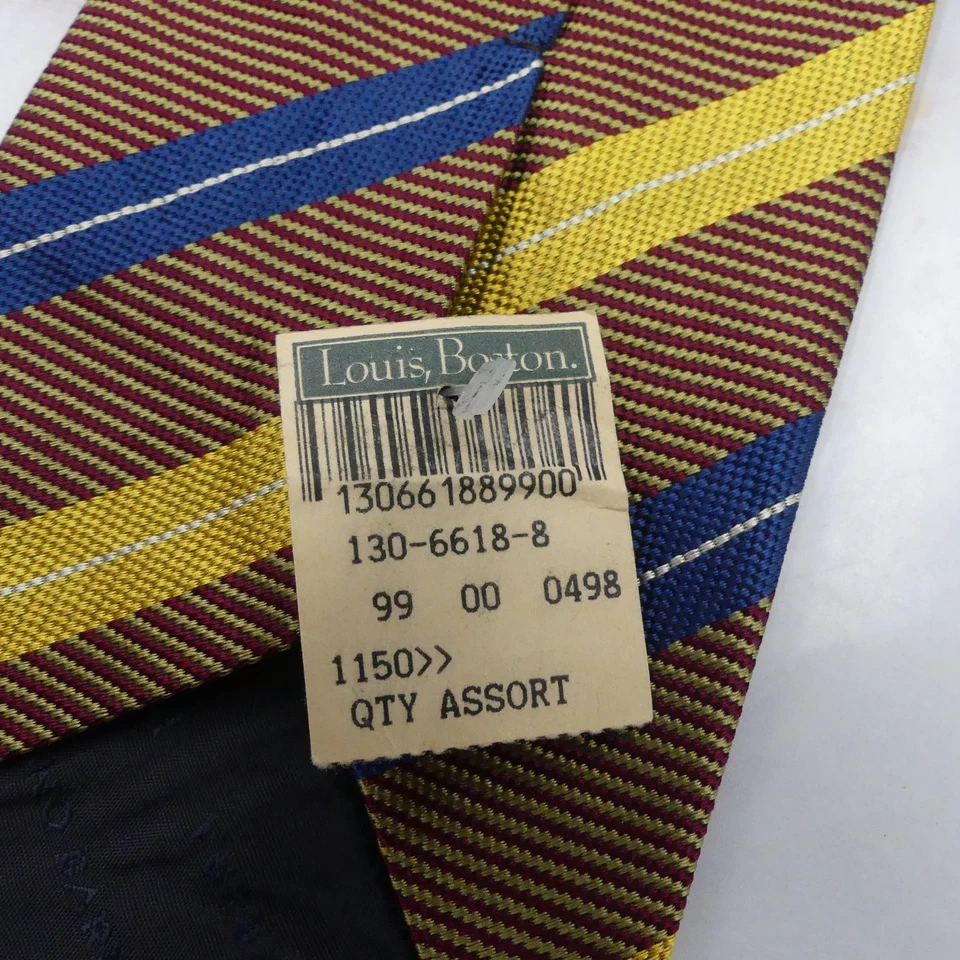 Louis, Boston.
130661889900
130-6618-8
99 00 0498
1150>>
QTY ASSORT